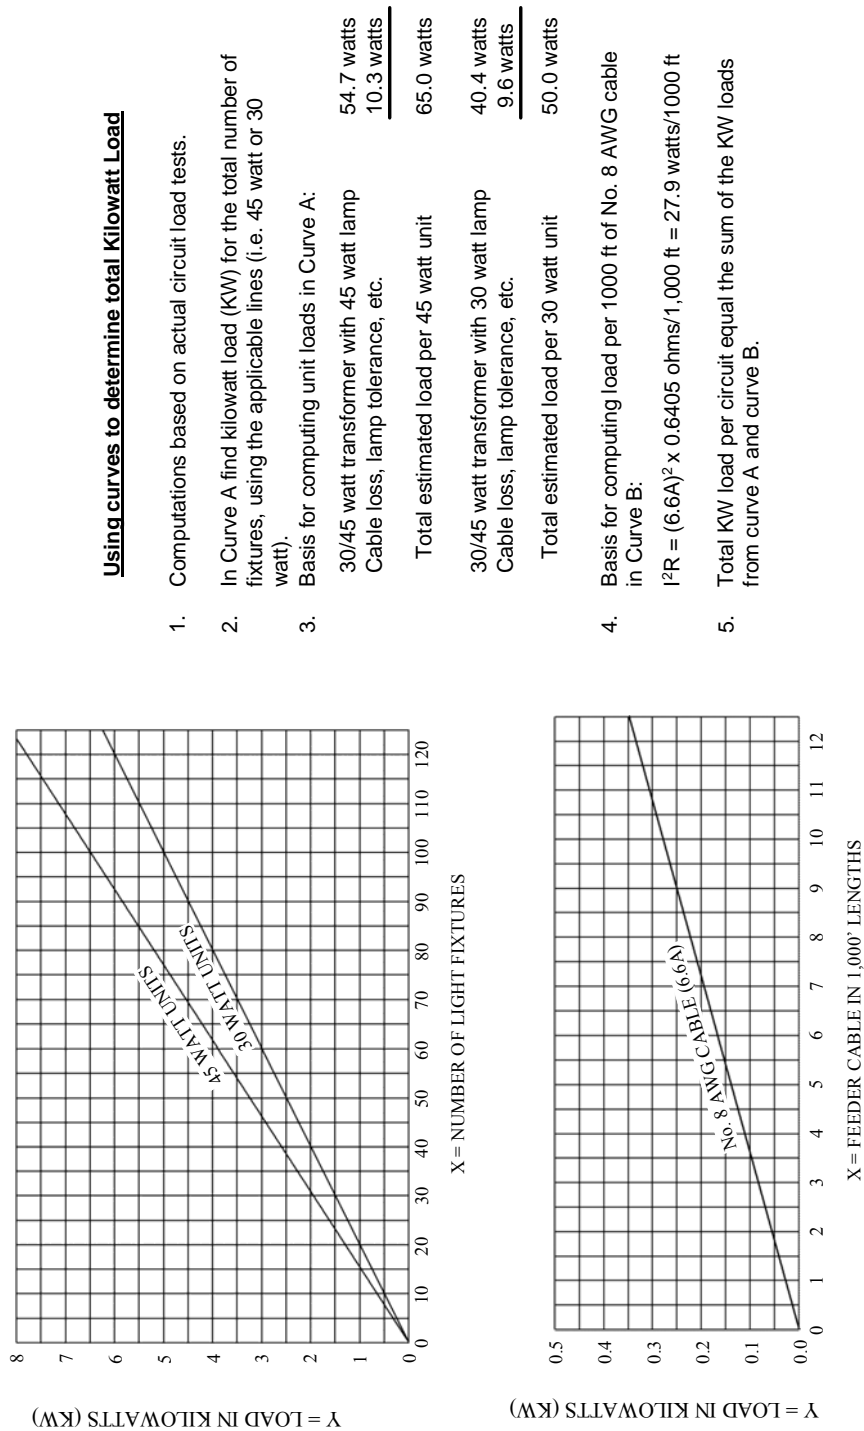 8
7
6
5
4
3
2
1
0
Y = LOAD IN KILOWATTS (KW)
45 WATT UNITS
30 WATT UNITS
0 10 20 30 40 50 60 70 80 90 100 110 120
X = NUMBER OF LIGHT FIXTURES
0.5
0.4
0.3
0.2
0.1
0.0
Y = LOAD IN KILOWATTS (KW)
No. 8 AWG CABLE (6.6A)
0 1 2 3 4 5 6 7 8 9 10 11 12
X = FEEDER CABLE IN 1,000' LENGTHS
Using curves to determine total Kilowatt Load
1. Computations based on actual circuit load tests.
2. In Curve A find kilowatt load (KW) for the total number of
fixtures, using the applicable lines (i.e. 45 watt or 30
watt).
3. Basis for computing unit loads in Curve A:
30/45 watt transformer with 45 watt lamp 54.7 watts
Cable loss, lamp tolerance, etc. 10.3 watts
Total estimated load per 45 watt unit 65.0 watts
30/45 watt transformer with 30 watt lamp 40.4 watts
Cable loss, lamp tolerance, etc. 9.6 watts
Total estimated load per 30 watt unit 50.0 watts
4. Basis for computing load per 1000 ft of No. 8 AWG cable
in Curve B:
I²R = (6.6A)² x 0.6405 ohms/1,000 ft = 27.9 watts/1000 ft
5. Total KW load per circuit equal the sum of the KW loads
from curve A and curve B.